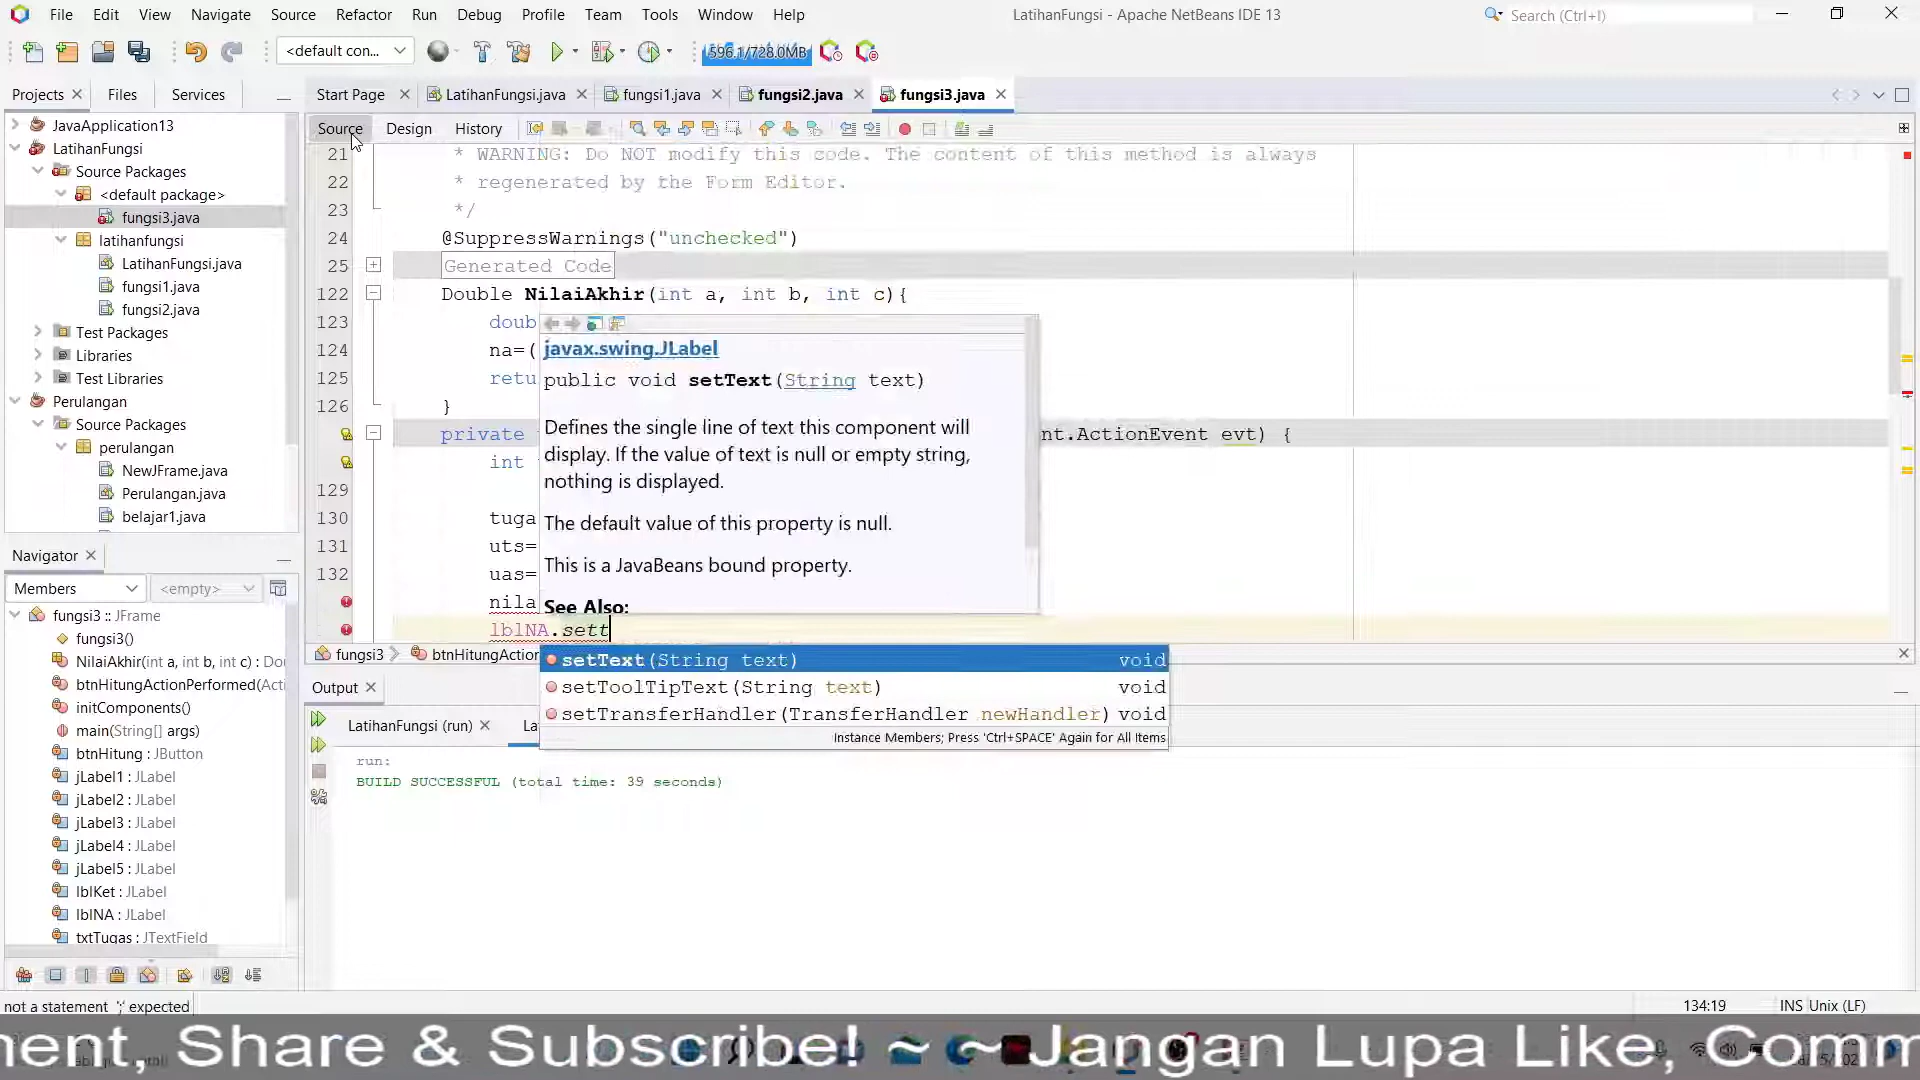 File Edit View Navigate Source Refactor Run Debug Profile Team Tools Window Help
LatihanFungsi - Apache NetBeans IDE 13
Search (Ctrl+I)
<default con...
596.1/728.0MB
Projects Files Services
Start Page LatihanFungsi.java fungsi1.java fungsi2.java fungsi3.java
Source Design History
JavaApplication13
LatihanFungsi
Source Packages
<default package>
fungsi3.java
latihanfungsi
LatihanFungsi.java
fungsi1.java
fungsi2.java
Test Packages
Libraries
Test Libraries
Perulangan
Source Packages
perulangan
NewJFrame.java
Perulangan.java
belajar1.java
21 * WARNING: Do NOT modify this code. The content of this method is always
22 * regenerated by the Form Editor.
23 */
24 @SuppressWarnings("unchecked")
25 Generated Code
122 Double NilaiAkhir(int a, int b, int c){
123 doub
124 na=(
125 retu
126 }
private nt.ActionEvent evt) {
int
129
130 tuga
131 uts=
132 uas=
nila
lblNA.sett
javax.swing.JLabel
public void setText(String text)
Defines the single line of text this component will
display. If the value of text is null or empty string,
nothing is displayed.
The default value of this property is null.
This is a JavaBeans bound property.
See Also:
setText(String text) void
setToolTipText(String text) void
setTransferHandler(TransferHandler newHandler) void
Instance Members; Press 'Ctrl+SPACE' Again for All Items
fungsi3 btnHitungAction
Navigator
Members <empty>
fungsi3 :: JFrame
fungsi3()
NilaiAkhir(int a, int b, int c) : Dou
btnHitungActionPerformed(Acti
initComponents()
main(String[] args)
btnHitung : JButton
jLabel1 : JLabel
jLabel2 : JLabel
jLabel3 : JLabel
jLabel4 : JLabel
jLabel5 : JLabel
lblKet : JLabel
lblNA : JLabel
txtTugas : JTextField
Output
LatihanFungsi (run) La
run:
BUILD SUCCESSFUL (total time: 39 seconds)
not a statement ';' expected
134:19 INS Unix (LF)
nent, Share & Subscribe! ~ ~ Jangan Lupa Like, Comm